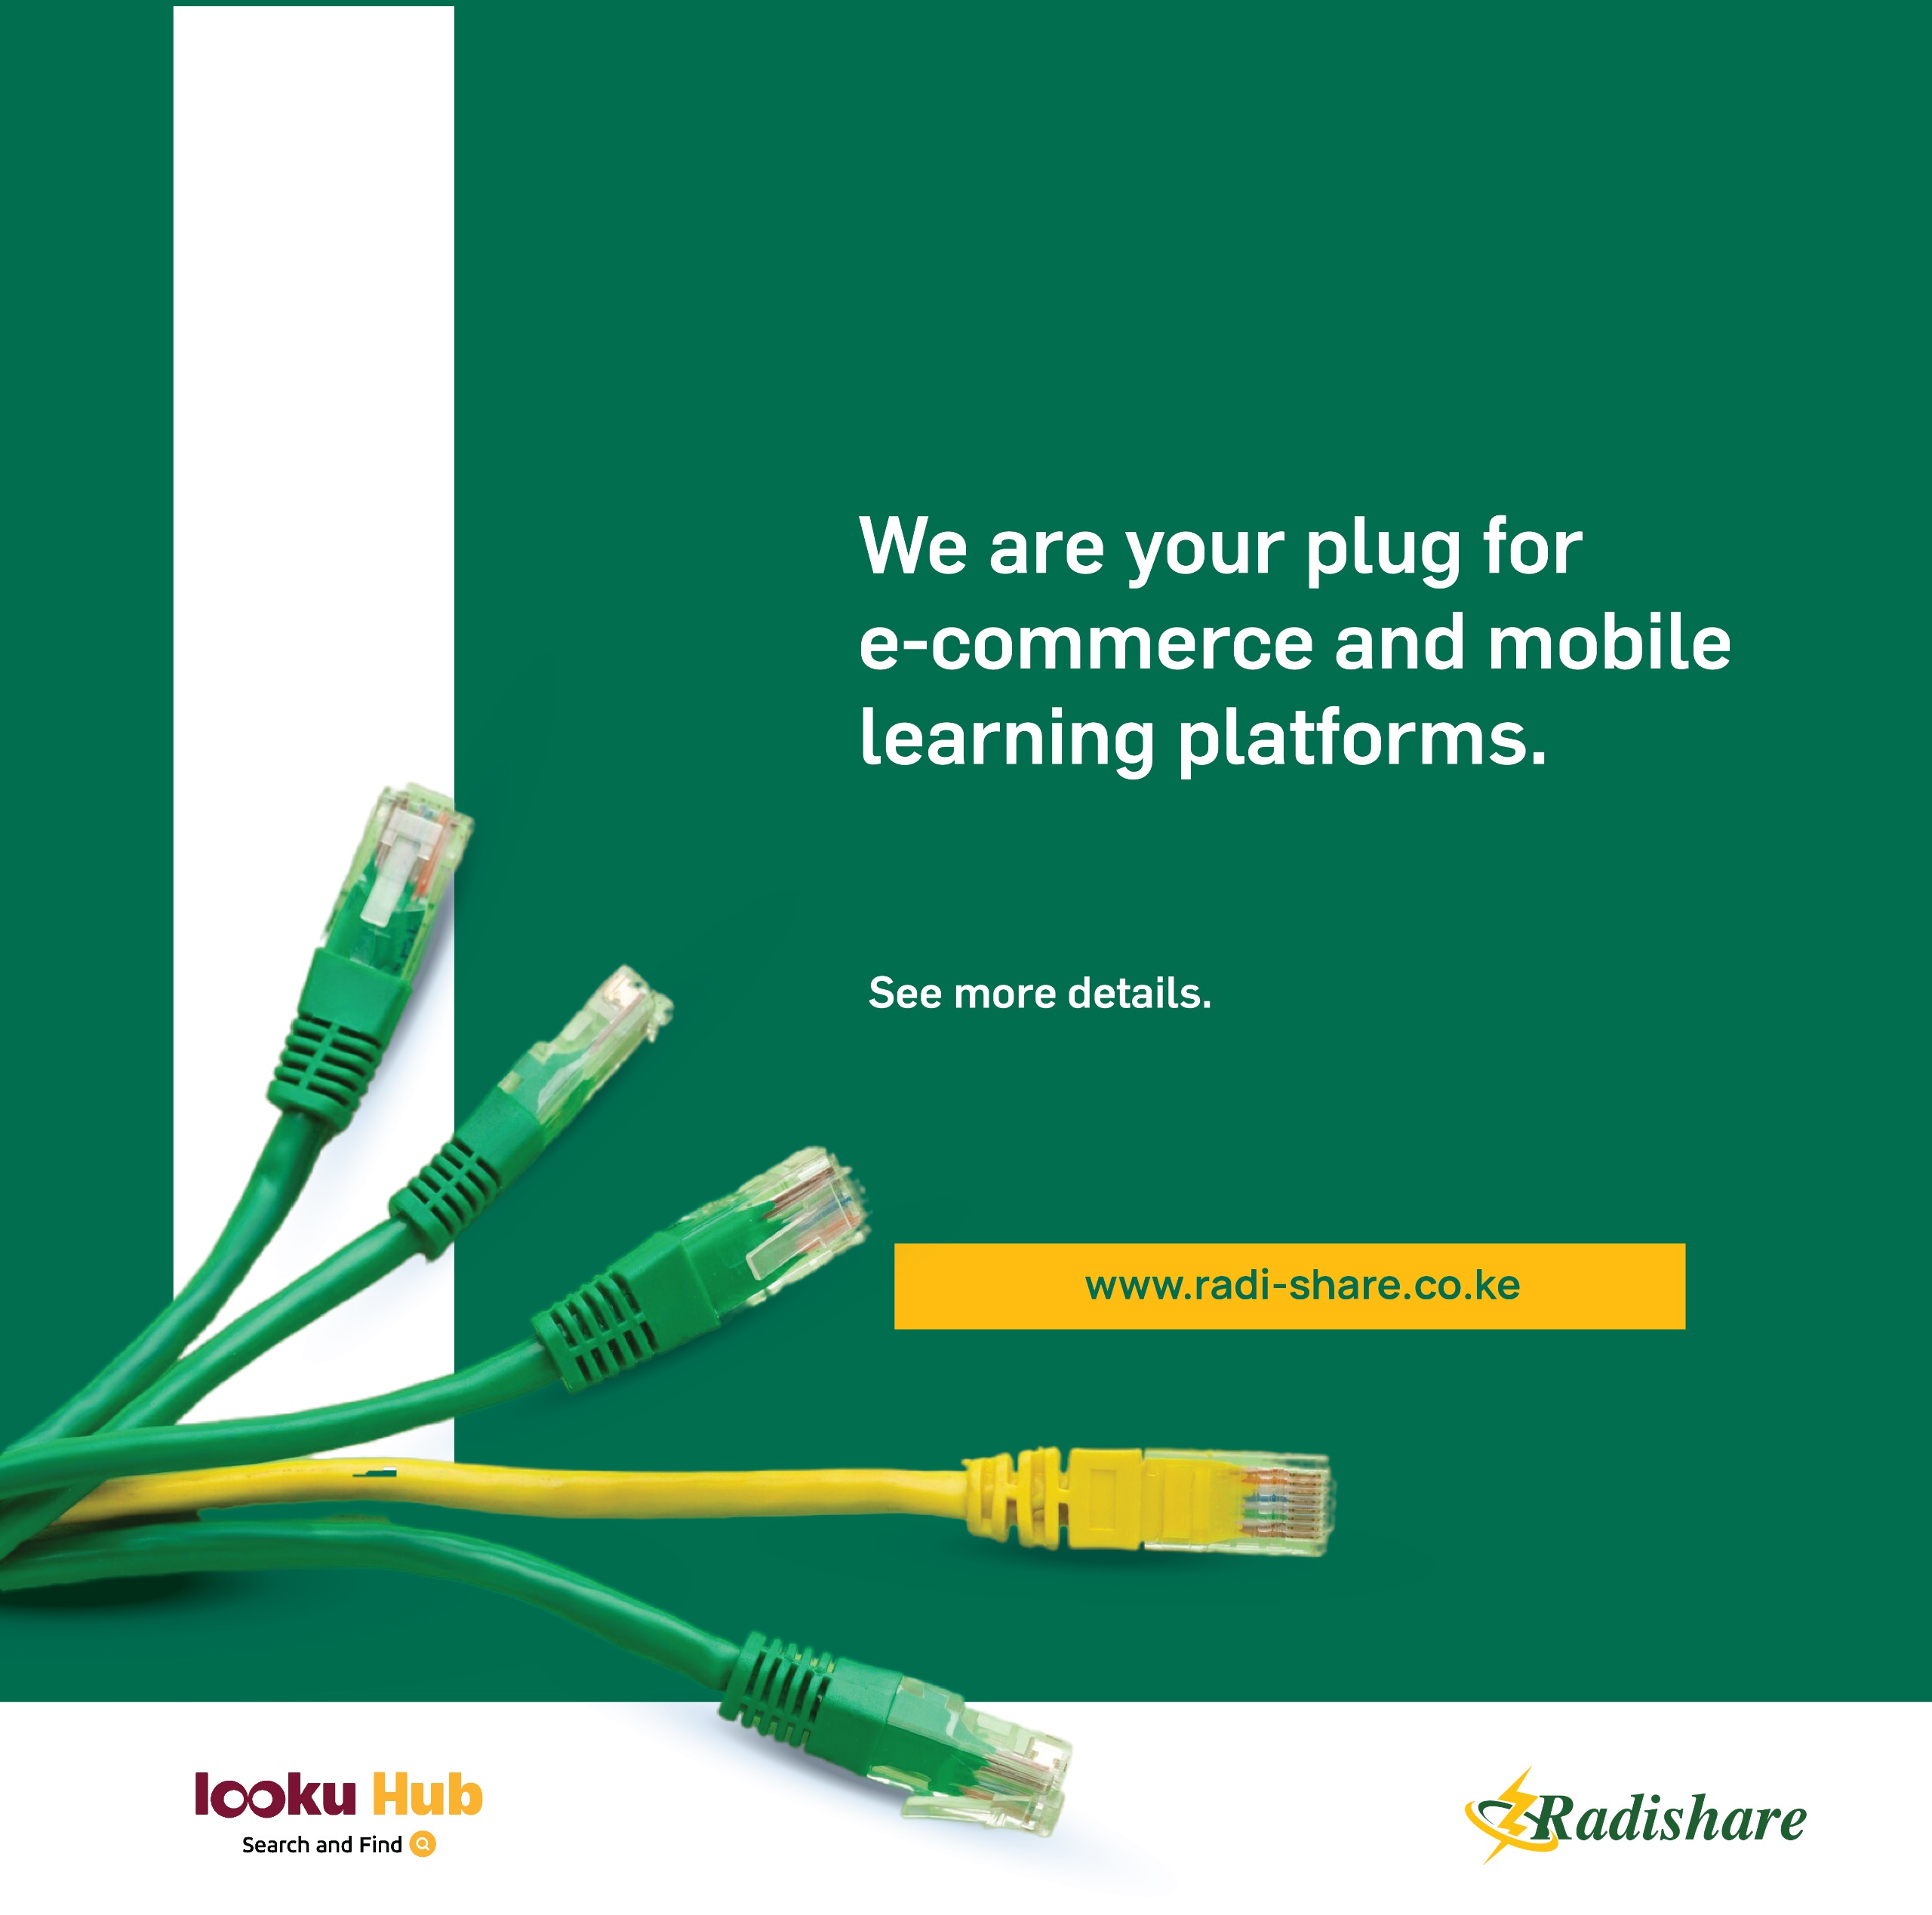 We are your plug for
e-commerce and mobile
learning platforms.
See more details.
www.radi-share.co.ke
looku Hub
Search and Find
Radishare